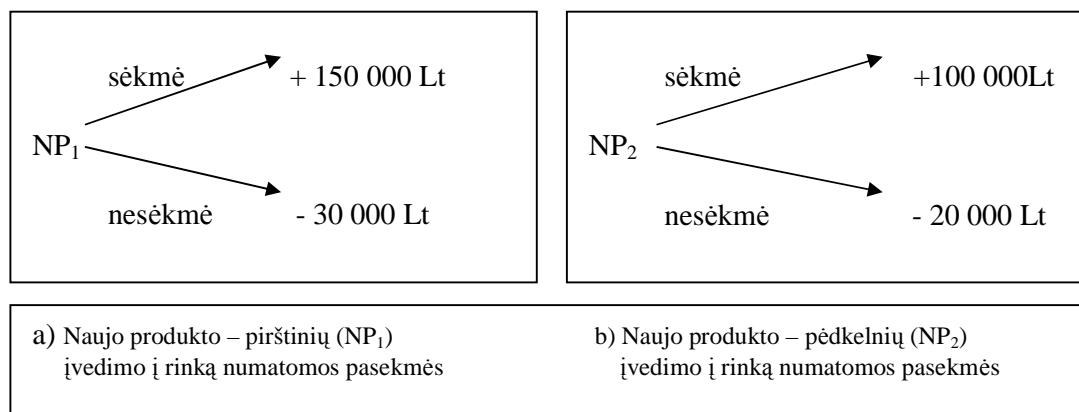 sėkmė + 150 000 Lt
NP₁
nesėkmė - 30 000 Lt
sėkmė +100 000Lt
NP₂
nesėkmė - 20 000 Lt
a) Naujo produkto – pirštinių (NP₁)
įvedimo į rinką numatomos pasekmės
b) Naujo produkto – pėdkelnių (NP₂)
įvedimo į rinką numatomos pasekmės